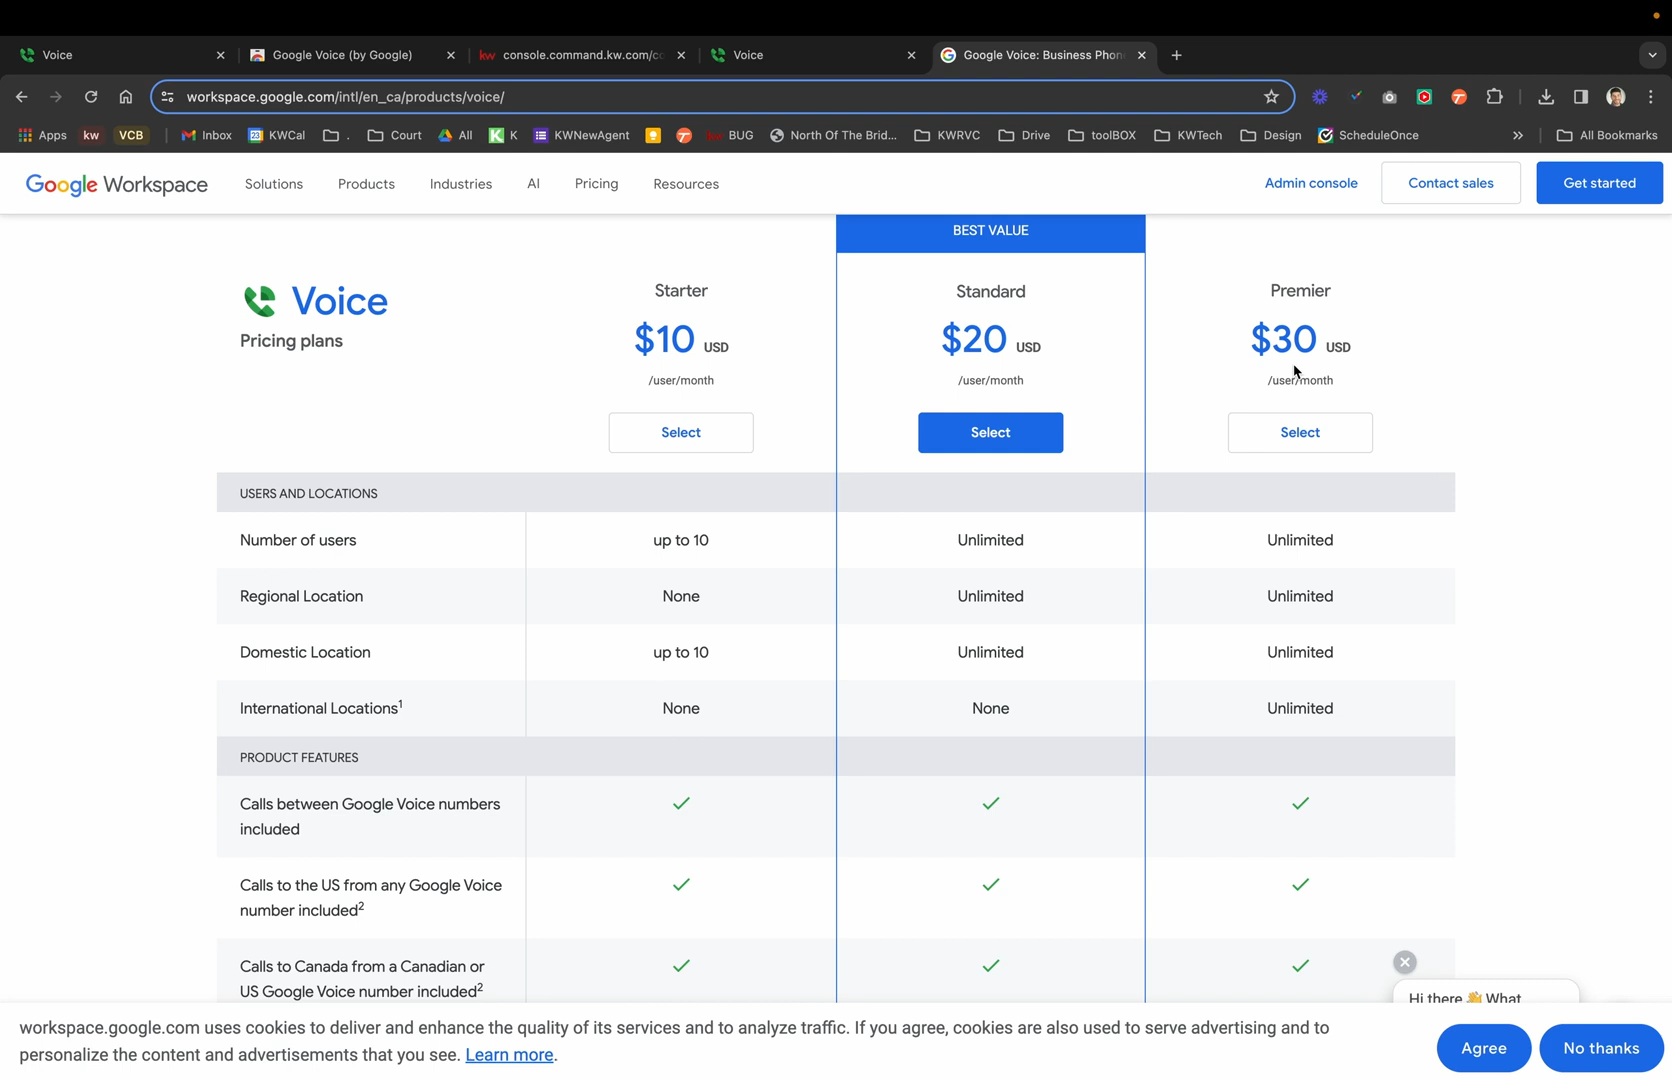 Voice
Google Voice (by Google)
console.command.kw.com/cc
Voice
Google Voice: Business Phon
workspace.google.com/intl/en_ca/products/voice/
Apps
kw
VCB
Inbox
23 KWCal
.
Court
All
K
KWNewAgent
BUG
North Of The Brid...
KWRVC
Drive
toolBOX
KWTech
Design
ScheduleOnce
All Bookmarks
Google Workspace
Solutions
Products
Industries
AI
Pricing
Resources
Admin console
Contact sales
Get started
BEST VALUE
Voice
Pricing plans
Starter
$10 USD
/user/month
Select
Standard
$20 USD
/user/month
Select
Premier
$30 USD
/user/month
Select
USERS AND LOCATIONS
Number of users up to 10 Unlimited Unlimited
Regional Location None Unlimited Unlimited
Domestic Location up to 10 Unlimited Unlimited
International Locations1 None None Unlimited
PRODUCT FEATURES
Calls between Google Voice numbers
included
Calls to the US from any Google Voice
number included2
Calls to Canada from a Canadian or
US Google Voice number included2
Hi there 👋 What
workspace.google.com uses cookies to deliver and enhance the quality of its services and to analyze traffic. If you agree, cookies are also used to serve advertising and to
personalize the content and advertisements that you see. Learn more.
Agree
No thanks